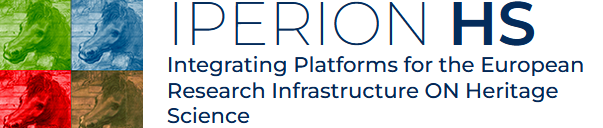 IPERION HS
Integrating Platforms for the European
Research Infrastructure ON Heritage
Science